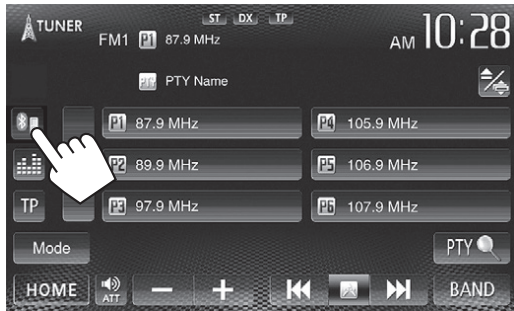 TUNER
ST DX TP
FM1 P1 87.9 MHz
AM 10:28
PTY PTY Name
P1 87.9 MHz
P4 105.9 MHz
P2 89.9 MHz
P5 106.9 MHz
TP
P3 97.9 MHz
P6 107.9 MHz
Mode
PTY
HOME
ATT
BAND